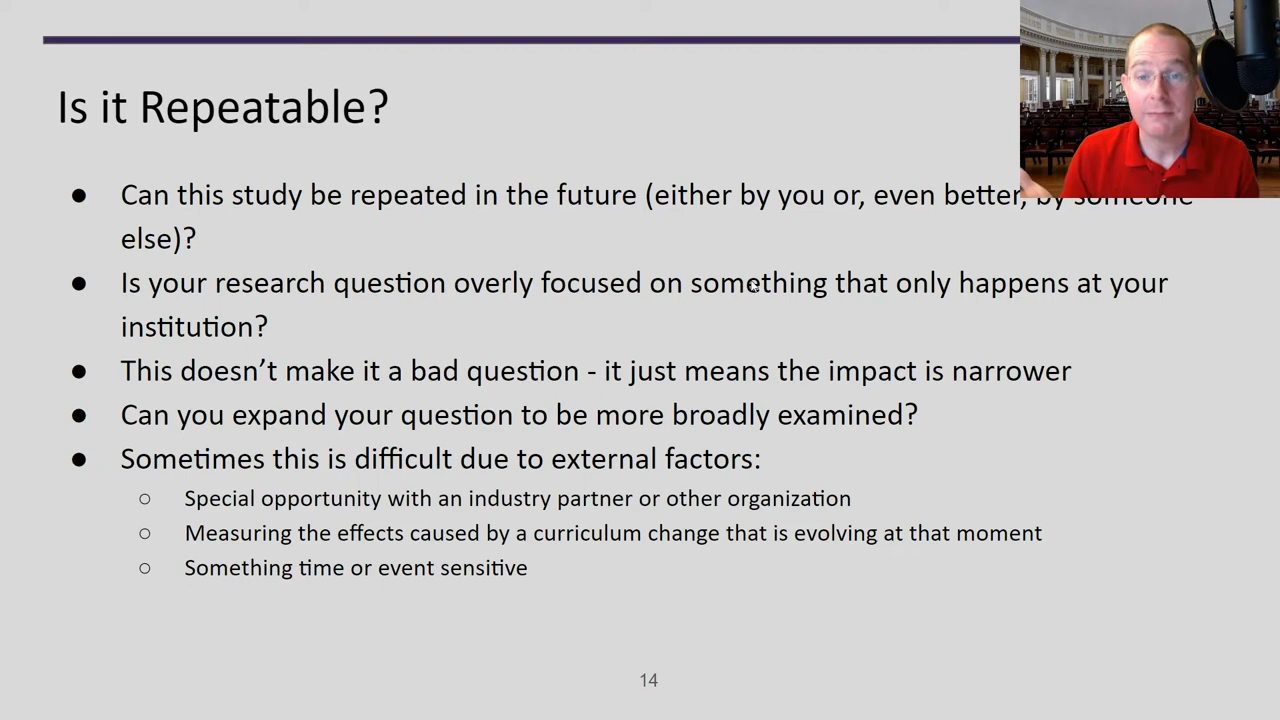 Is it Repeatable?
● Can this study be repeated in the future (either by you or, even better, by someone
else)?
● Is your research question overly focused on something that only happens at your
institution?
● This doesn’t make it a bad question - it just means the impact is narrower
● Can you expand your question to be more broadly examined?
● Sometimes this is difficult due to external factors:
○ Special opportunity with an industry partner or other organization
○ Measuring the effects caused by a curriculum change that is evolving at that moment
○ Something time or event sensitive
14